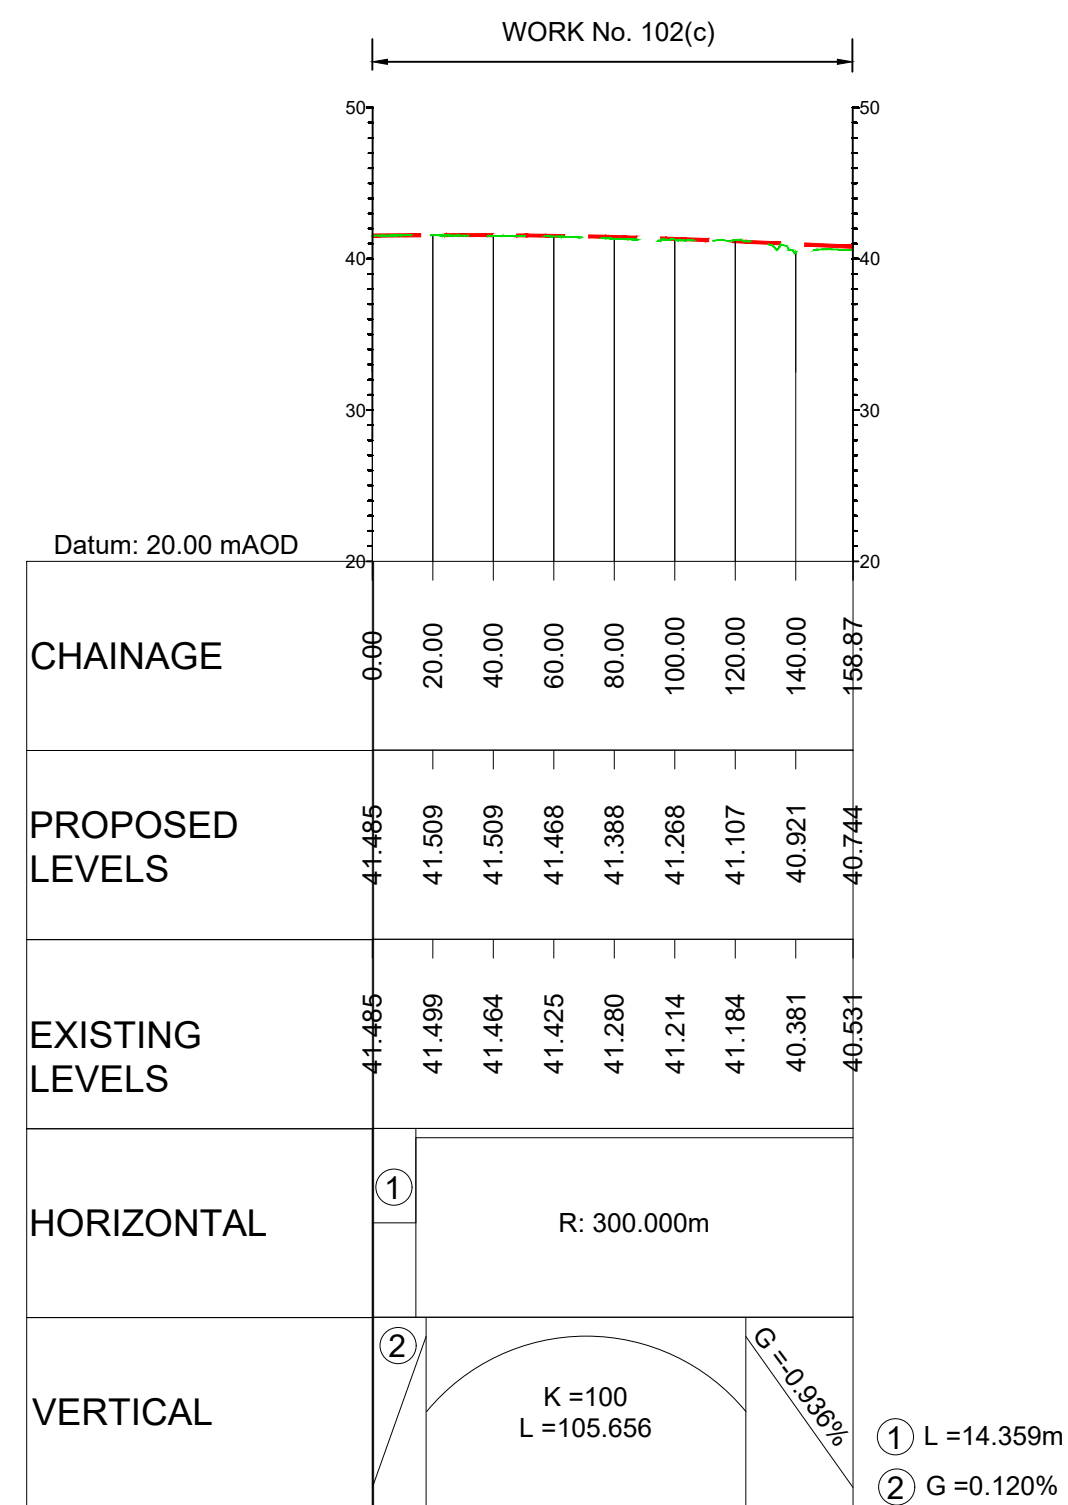 WORK No. 102(c)
50
50
40
40
30
30
Datum: 20.00 mAOD
20
20
CHAINAGE
0.00
20.00
40.00
60.00
80.00
100.00
120.00
140.00
158.87
PROPOSED
LEVELS
41.485
41.509
41.509
41.468
41.388
41.268
41.107
40.921
40.744
EXISTING
LEVELS
41.485
41.499
41.464
41.425
41.280
41.214
41.184
40.381
40.531
HORIZONTAL
1
R: 300.000m
VERTICAL
2
K =100
L =105.656
G =-0.936%
1 L =14.359m
2 G =0.120%